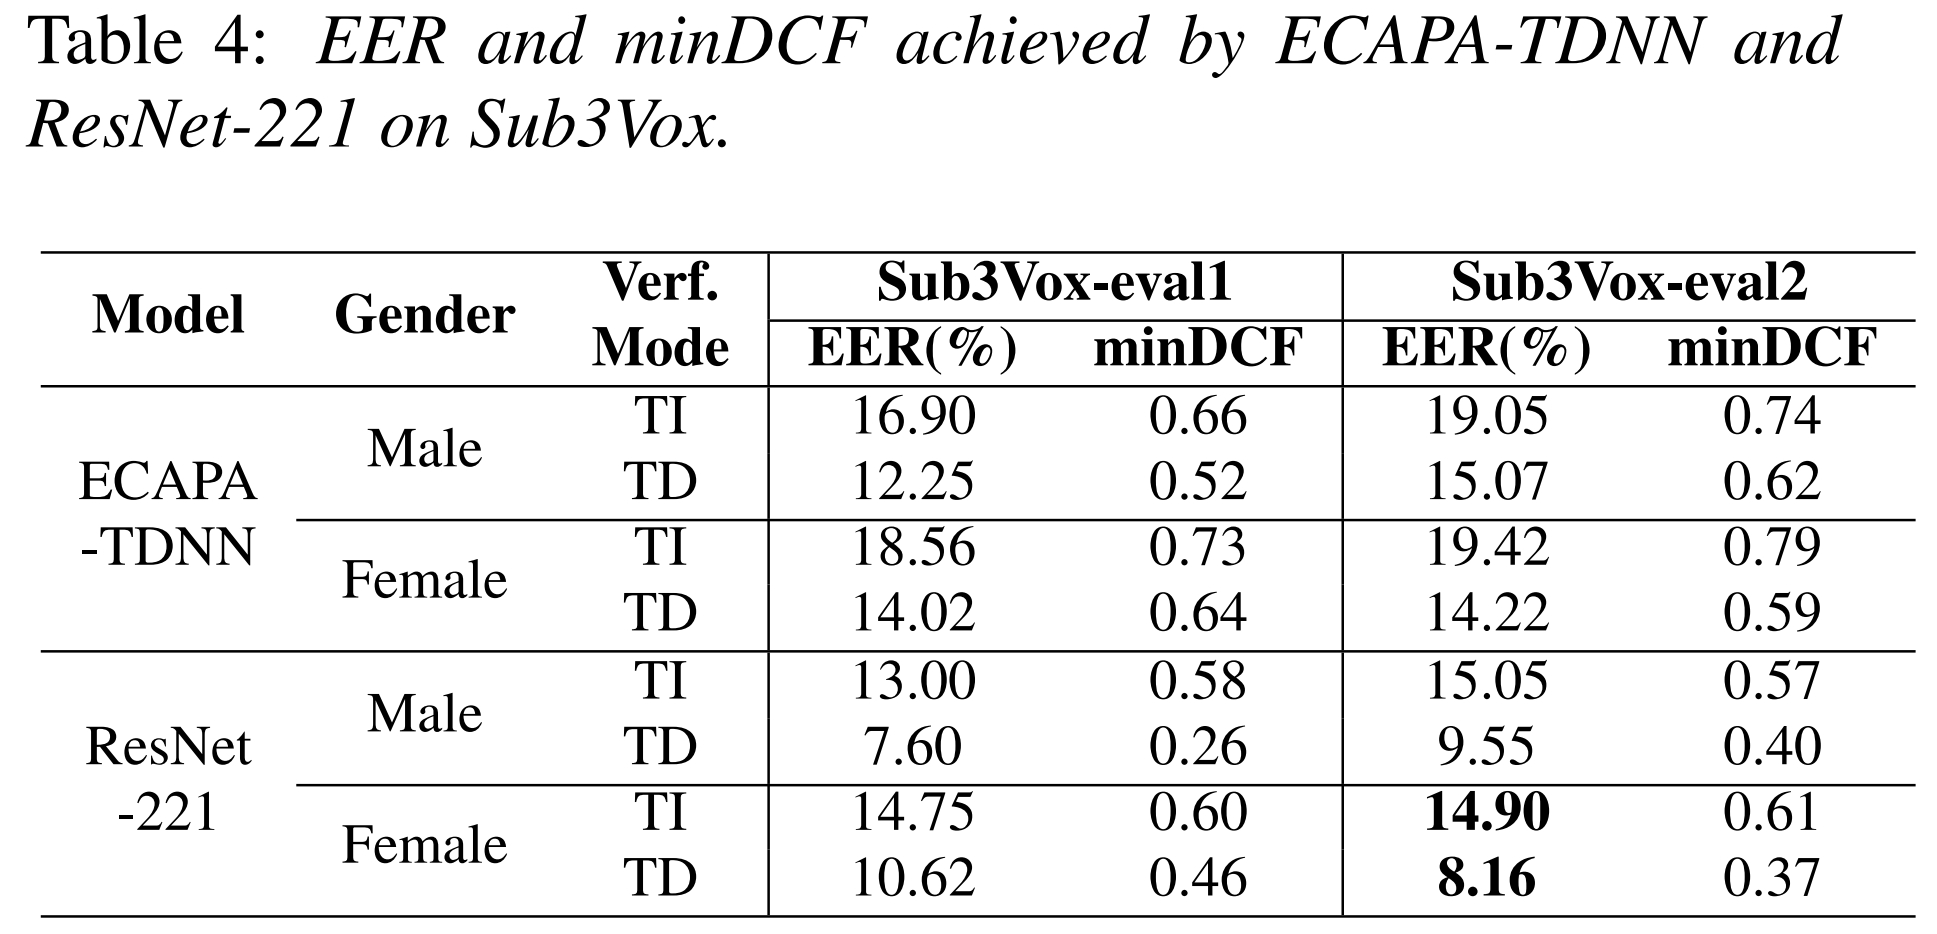 Table 4: EER and minDCF achieved by ECAPA-TDNN and
ResNet-221 on Sub3Vox.
Model Gender Verf. Mode Sub3Vox-eval1 Sub3Vox-eval2
EER(%) minDCF EER(%) minDCF
ECAPA
-TDNN
Male
TI 16.90 0.66 19.05 0.74
TD 12.25 0.52 15.07 0.62
Female
TI 18.56 0.73 19.42 0.79
TD 14.02 0.64 14.22 0.59
ResNet
-221
Male
TI 13.00 0.58 15.05 0.57
TD 7.60 0.26 9.55 0.40
Female
TI 14.75 0.60 14.90 0.61
TD 10.62 0.46 8.16 0.37